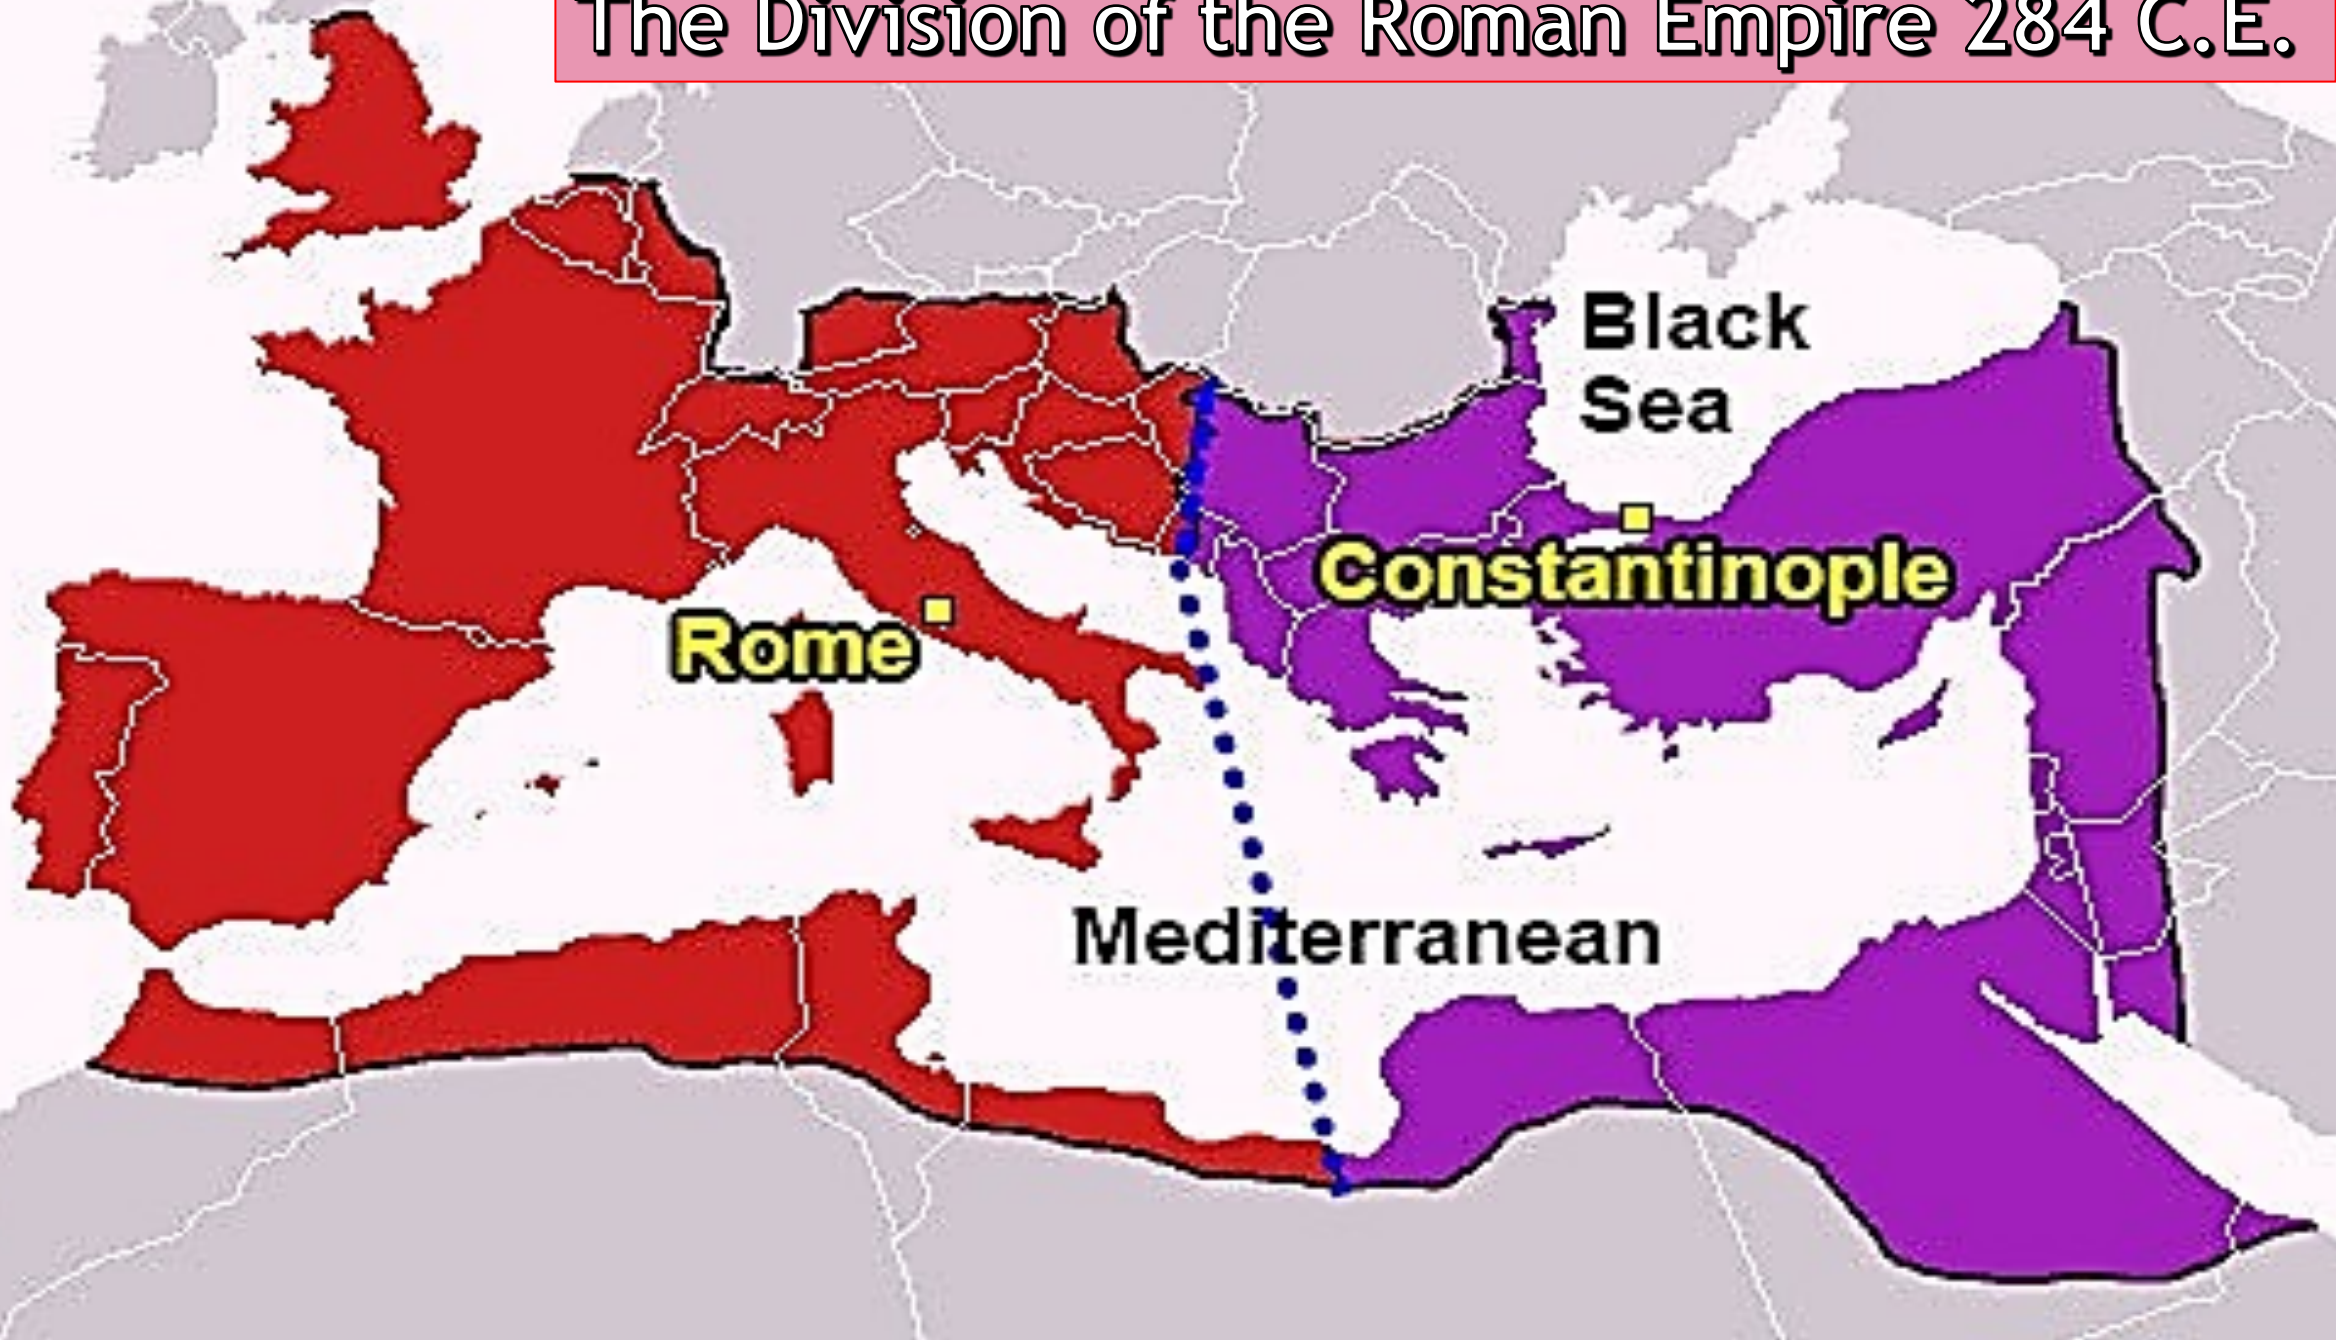 The Division of the Roman Empire 284 C.E.
Black
Sea
Constantinople
Rome
Mediterranean